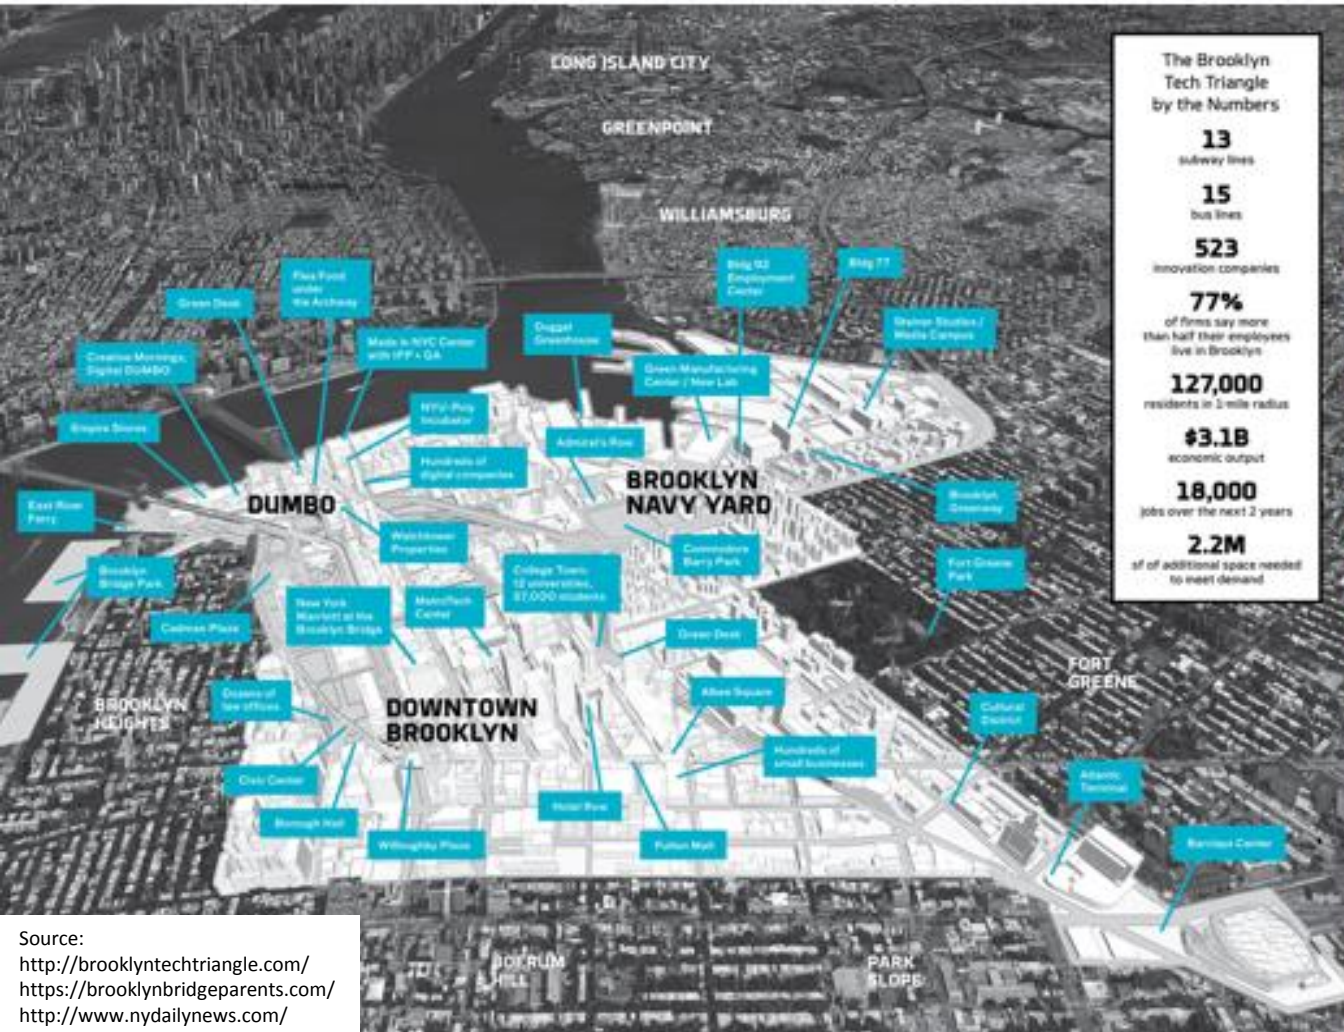 LONG ISLAND CITY
GREENPOINT
WILLIAMSBURG
The Brooklyn
Tech Triangle
by the Numbers
13
subway lines
15
bus lines
523
innovation companies
77%
of firms say more
than half their employees
live in Brooklyn
127,000
residents in 1-mile radius
$3.1B
economic output
18,000
jobs over the next 2 years
2.2M
sf of additional space needed
to meet demand
Bldg 92
Employment
Center
Bldg 77
Flea/Food
under
the Archway
Green Desk
Made in NYC Center
with IFP + GA
Duggal
Greenhouse
Steiner Studios /
Media Campus
Creative Mornings,
Digital DUMBO
Green Manufacturing
Center / New Lab
Empire Stores
NYU-Poly
Incubator
Admiral's Row
Hundreds of
digital companies
DUMBO
BROOKLYN
NAVY YARD
Brooklyn
Greenway
East River
Ferry
Watchtower
Properties
Commodore
Barry Park
Fort Greene
Park
Brooklyn
Bridge Park
College Town:
12 universities,
57,000 students
New York
Marriott at the
Brooklyn Bridge
MetroTech
Center
Cadman Plaza
Green Desk
FORT
GREENE
BROOKLYN
HEIGHTS
Dozens of
law offices
DOWNTOWN
BROOKLYN
Albee Square
Cultural
District
Hundreds of
small businesses
Civic Center
Atlantic
Terminal
Hotel Row
Borough Hall
Willoughby Plaza
Fulton Mall
Barclays Center
BOERUM
HILL
PARK
SLOPE
Source:
http://brooklyntechtriangle.com/
https://brooklynbridgeparents.com/
http://www.nydailynews.com/